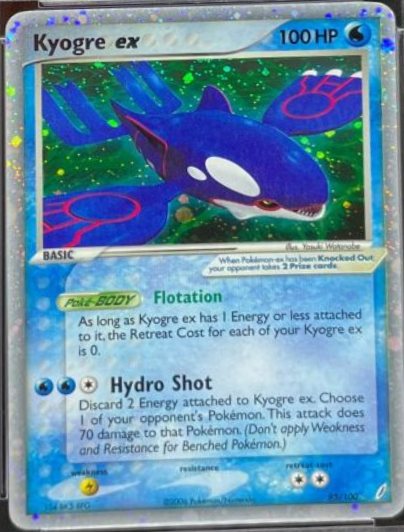 Kyogre ex 100 HP
illus. Yosuki Watanabe
BASIC
When Pokémon-ex has been Knocked Out,
your opponent takes 2 Prize cards.
Poké-BODY Flotation
As long as Kyogre ex has 1 Energy or less attached
to it, the Retreat Cost for each of your Kyogre ex
is 0.
Hydro Shot
Discard 2 Energy attached to Kyogre ex. Choose
1 of your opponent's Pokémon. This attack does
70 damage to that Pokémon. (Don't apply Weakness
and Resistance for Benched Pokémon.)
weakness resistance retreat cost
©2006 Pokémon/Nintendo
95/100